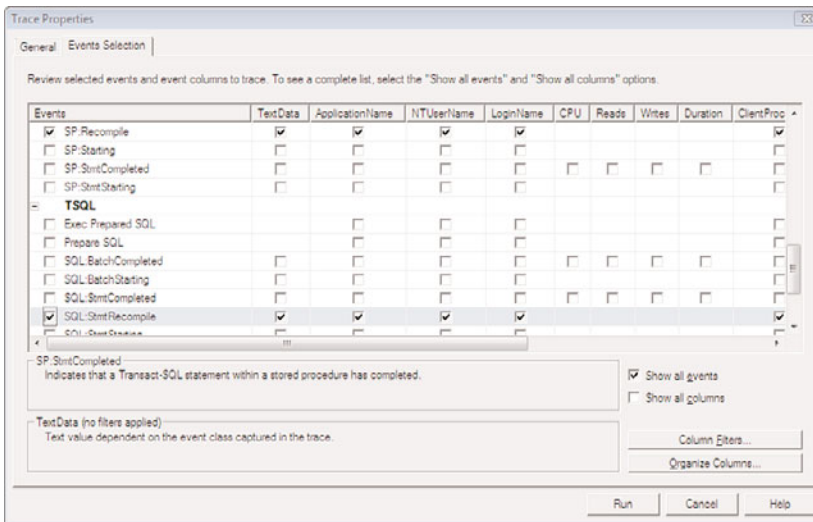 Trace Properties
General Events Selection
Review selected events and event columns to trace. To see a complete list, select the "Show all events" and "Show all columns" options.
Events TextData ApplicationName NTUserName LoginName CPU Reads Writes Duration ClientProc
SP:Recompile
SP:Starting
SP:StmtCompleted
SP:StmtStarting
TSQL
Exec Prepared SQL
Prepare SQL
SQL:BatchCompleted
SQL:BatchStarting
SQL:StmtCompleted
SQL:StmtRecompile
SQL:StmtStarting
SP:StmtCompleted
Indicates that a Transact-SQL statement within a stored procedure has completed.
Show all events
Show all columns
TextData (no filters applied)
Text value dependent on the event class captured in the trace.
Column Filters...
Organize Columns...
Run Cancel Help